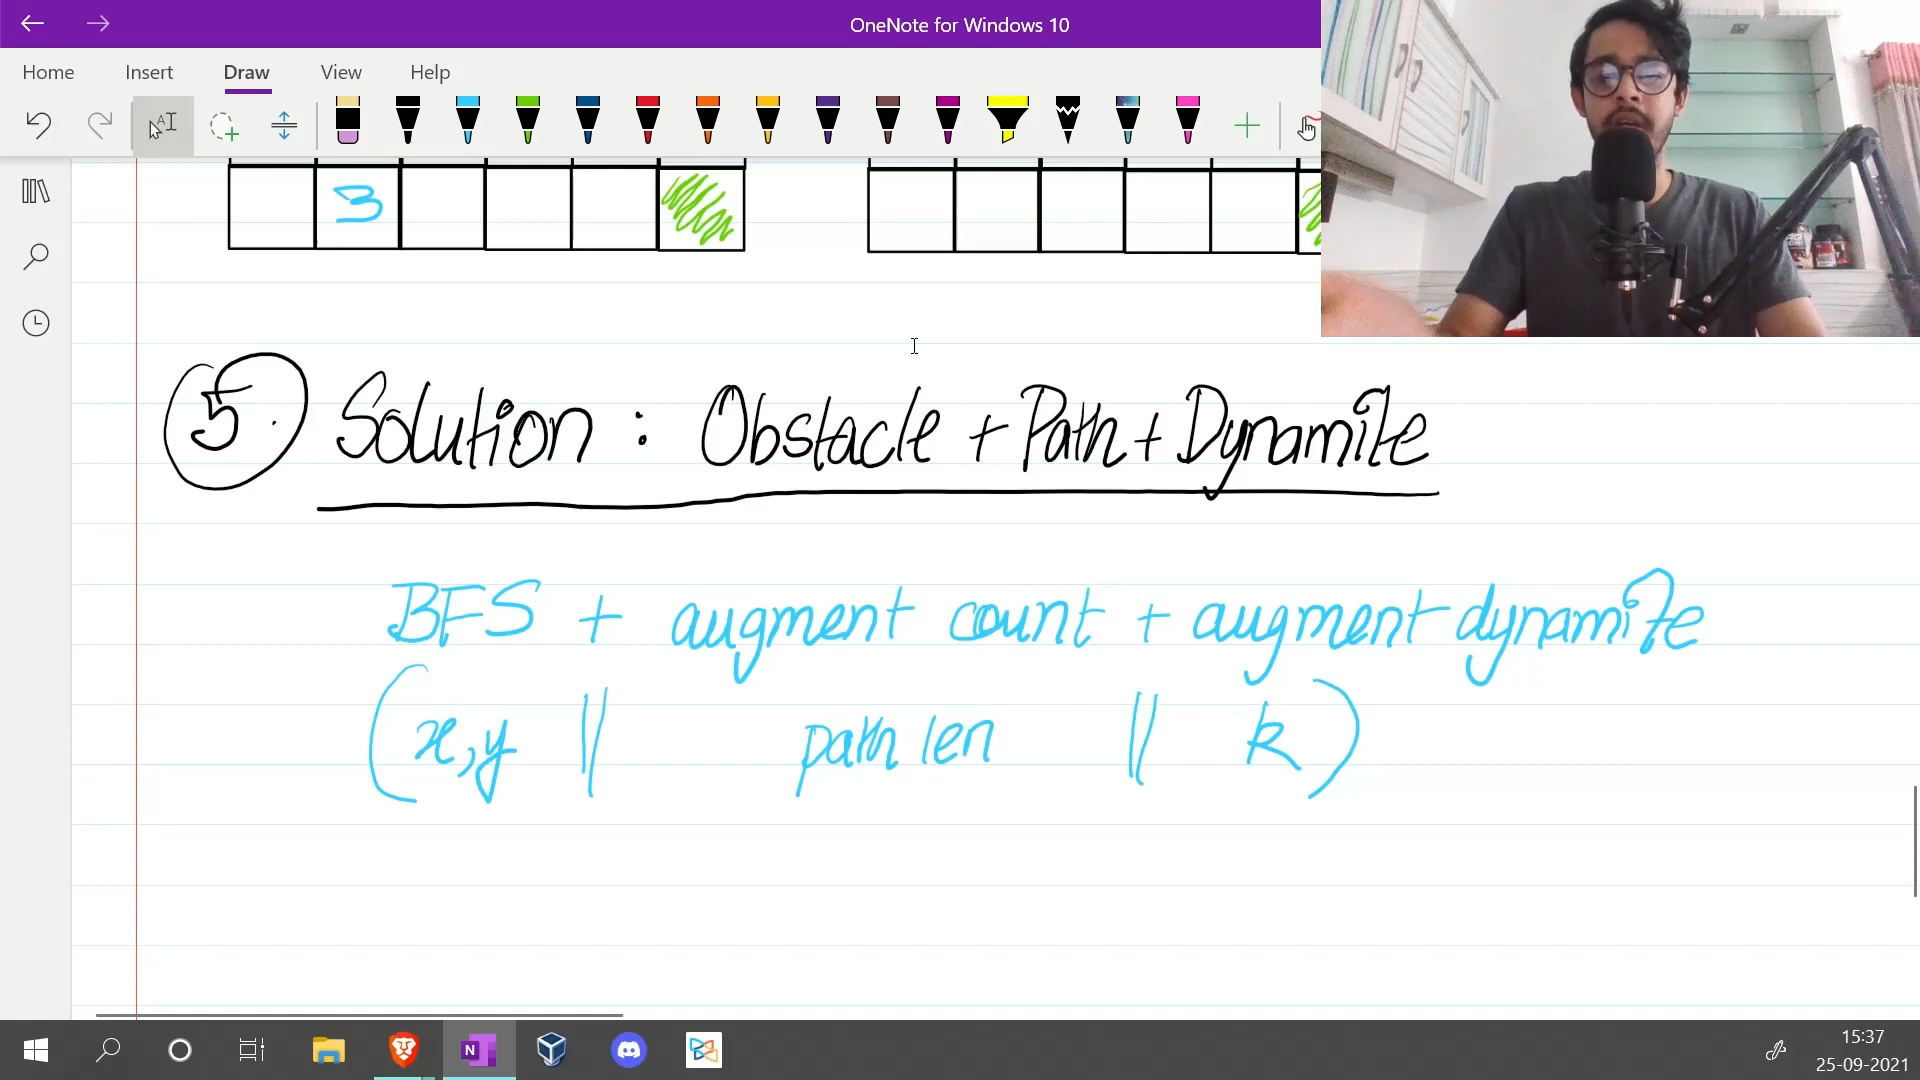 OneNote for Windows 10
Home Insert Draw View Help
3
5. Solution : Obstacle + Path + Dynamite
BFS + augment count + augment dynamite
(x,y || path len || k)
15:37
25-09-2021